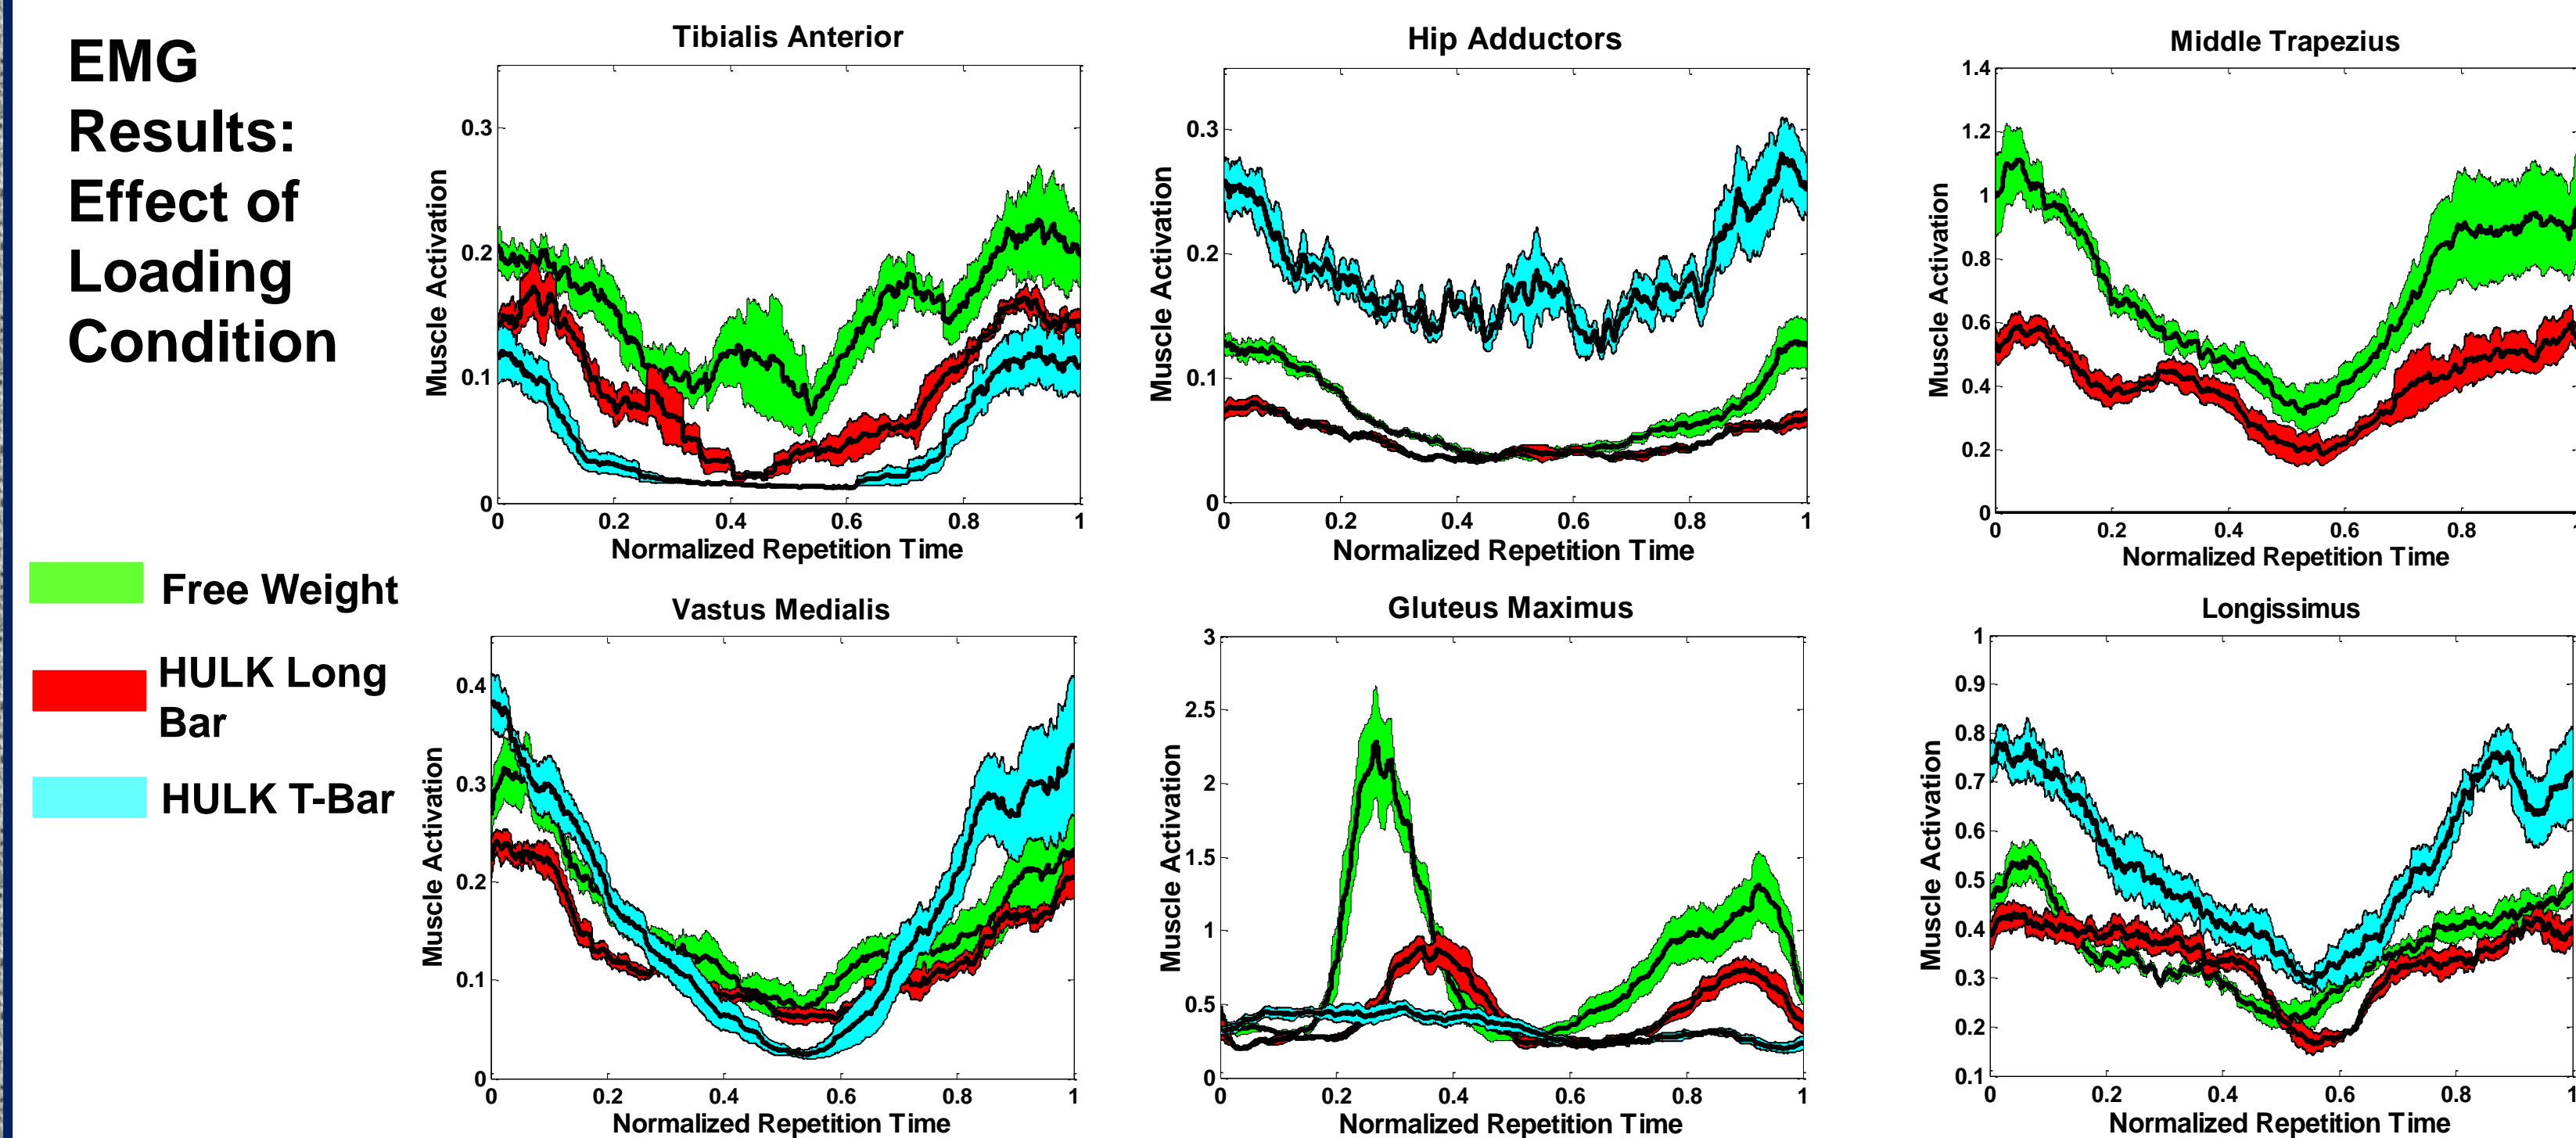 EMG
Results:
Effect of
Loading
Condition
Free Weight
HULK Long
Bar
HULK T-Bar
Tibialis Anterior
Muscle Activation
0.3
0.2
0.1
0
0 0.2 0.4 0.6 0.8 1
Normalized Repetition Time
Hip Adductors
Muscle Activation
0.3
0.2
0.1
0
0 0.2 0.4 0.6 0.8 1
Normalized Repetition Time
Middle Trapezius
Muscle Activation
1.4
1.2
1
0.8
0.6
0.4
0.2
0
0 0.2 0.4 0.6 0.8 1
Normalized Repetition Time
Vastus Medialis
Muscle Activation
0.4
0.3
0.2
0.1
0
0 0.2 0.4 0.6 0.8 1
Normalized Repetition Time
Gluteus Maximus
Muscle Activation
3
2.5
2
1.5
1
0.5
0
0 0.2 0.4 0.6 0.8 1
Normalized Repetition Time
Longissimus
Muscle Activation
1
0.9
0.8
0.7
0.6
0.5
0.4
0.3
0.2
0.1
0 0.2 0.4 0.6 0.8 1
Normalized Repetition Time